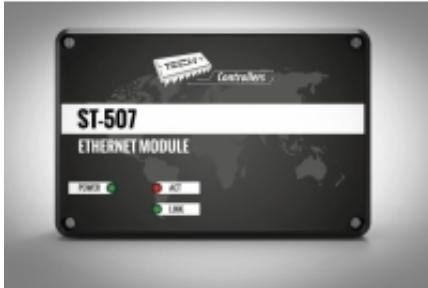 TECH
Controllers
ST-507
ETHERNET MODULE
POWER
ACT
LINK